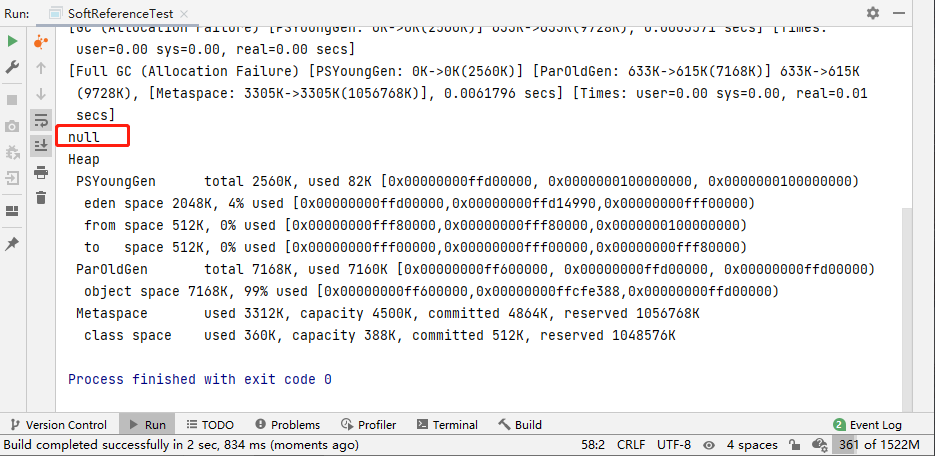 Run: SoftReferenceTest
[GC (Allocation Failure) [PSYoungGen: 0K->0K(2560K)] 633K->633K(9728K), 0.0003371 secs] [Times:
user=0.00 sys=0.00, real=0.00 secs]
[Full GC (Allocation Failure) [PSYoungGen: 0K->0K(2560K)] [ParOldGen: 633K->615K(7168K)] 633K->615K
(9728K), [Metaspace: 3305K->3305K(1056768K)], 0.0061796 secs] [Times: user=0.00 sys=0.00, real=0.01
secs]
null
Heap
PSYoungGen total 2560K, used 82K [0x00000000ffd00000, 0x0000000100000000, 0x0000000100000000)
eden space 2048K, 4% used [0x00000000ffd00000,0x00000000ffd14990,0x00000000fff00000)
from space 512K, 0% used [0x00000000fff80000,0x00000000fff80000,0x0000000100000000)
to space 512K, 0% used [0x00000000fff00000,0x00000000fff00000,0x00000000fff80000)
ParOldGen total 7168K, used 7160K [0x00000000ff600000, 0x00000000ffd00000, 0x00000000ffd00000)
object space 7168K, 99% used [0x00000000ff600000,0x00000000ffcfe388,0x00000000ffd00000)
Metaspace used 3312K, capacity 4500K, committed 4864K, reserved 1056768K
class space used 360K, capacity 388K, committed 512K, reserved 1048576K
Process finished with exit code 0
Version Control Run TODO Problems Profiler Terminal Build 2 Event Log
Build completed successfully in 2 sec, 834 ms (moments ago) 58:2 CRLF UTF-8 4 spaces 361 of 1522M